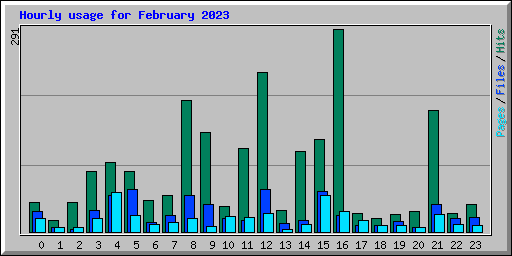 Hourly usage for February 2023
291
Pages / Files / Hits
0 1 2 3 4 5 6 7 8 9 10 11 12 13 14 15 16 17 18 19 20 21 22 23